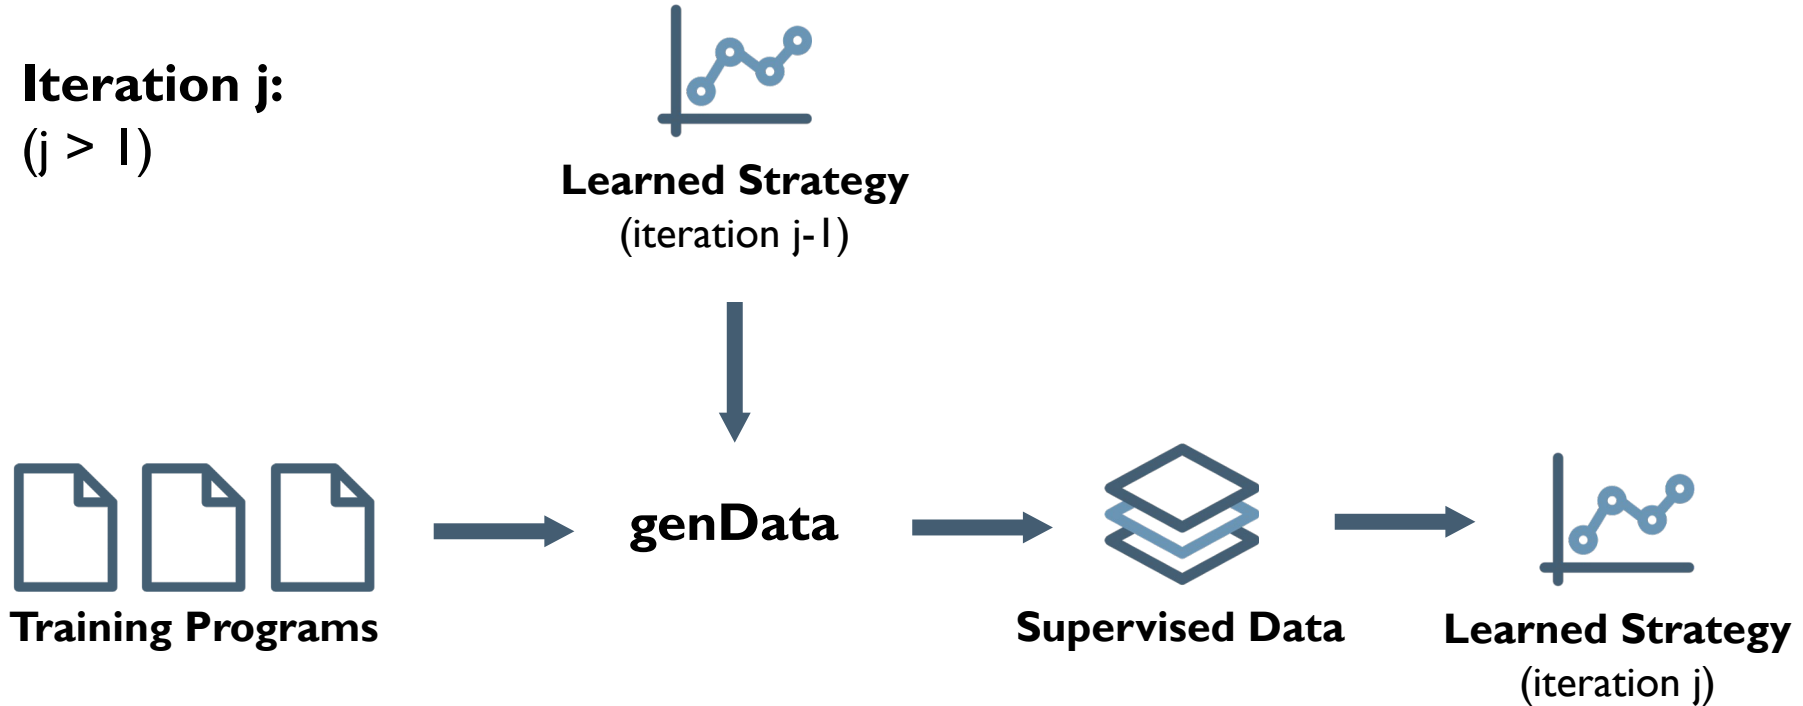 Iteration j:
(j > 1)
Learned Strategy
(iteration j-1)
genData
Training Programs
Supervised Data
Learned Strategy
(iteration j)